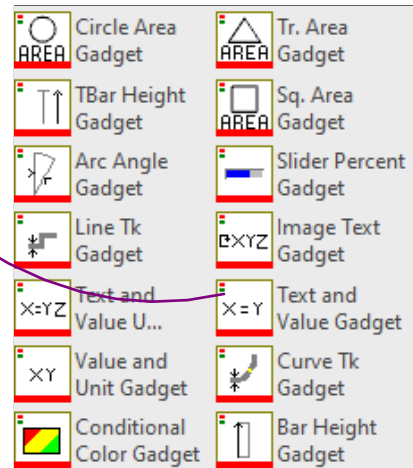 AREA
Circle Area
Gadget
AREA
Tr. Area
Gadget
T
TBar Height
Gadget
AREA
Sq. Area
Gadget
Arc Angle
Gadget
Slider Percent
Gadget
Line Tk
Gadget
XYZ
Image Text
Gadget
X=YZ
Text and
Value U...
X=Y
Text and
Value Gadget
XY
Value and
Unit Gadget
Curve Tk
Gadget
Conditional
Color Gadget
Bar Height
Gadget